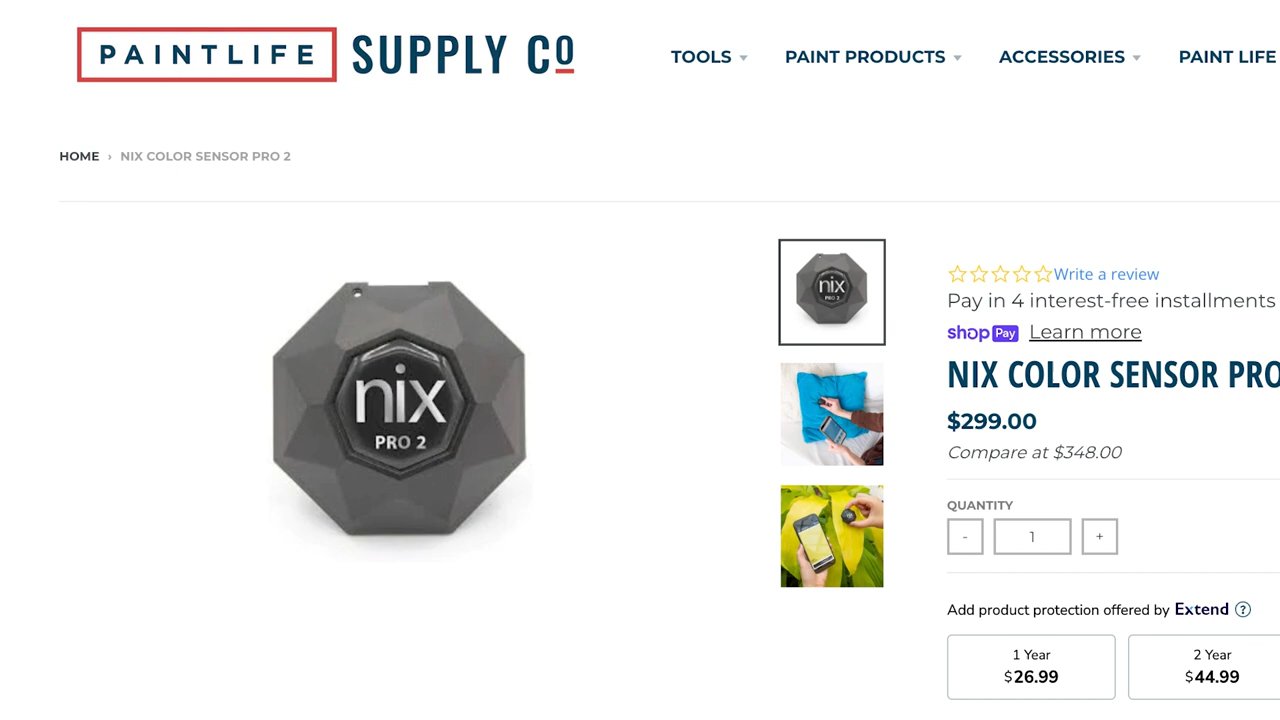 PAINTLIFE SUPPLY CO
TOOLS PAINT PRODUCTS ACCESSORIES PAINT LIFE
HOME › NIX COLOR SENSOR PRO 2
nix
PRO 2
nix
PRO 2
Write a review
Pay in 4 interest-free installments
shop Pay Learn more
NIX COLOR SENSOR PRO
$299.00
Compare at $348.00
QUANTITY
- 1 +
Add product protection offered by Extend ?
1 Year 2 Year
$26.99 $44.99